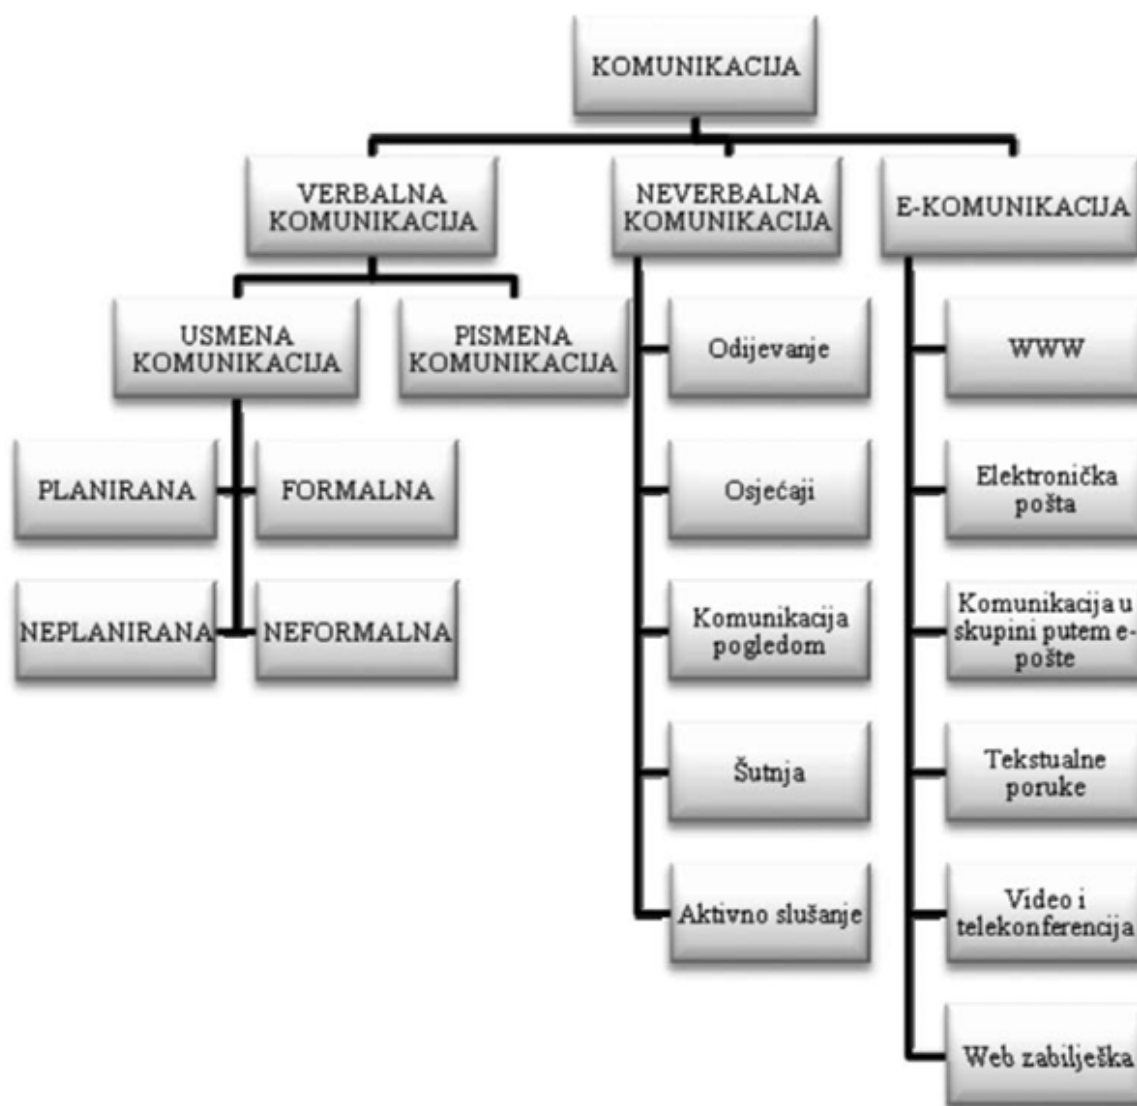 KOMUNIKACIJA
VERBALNA
KOMUNIKACIJA
NEVERBALNA
KOMUNIKACIJA
E-KOMUNIKACIJA
USMENA
KOMUNIKACIJA
PISMENA
KOMUNIKACIJA
PLANIRANA
FORMALNA
NEPLANIRANA
NEFORMALNA
Odijevanje
Osjećaji
Komunikacija
pogledom
Šutnja
Aktivno slušanje
WWW
Elektronička
pošta
Komunikacija u
skupini putem e-
pošte
Tekstualne
poruke
Video i
telekonferencija
Web zabilješka